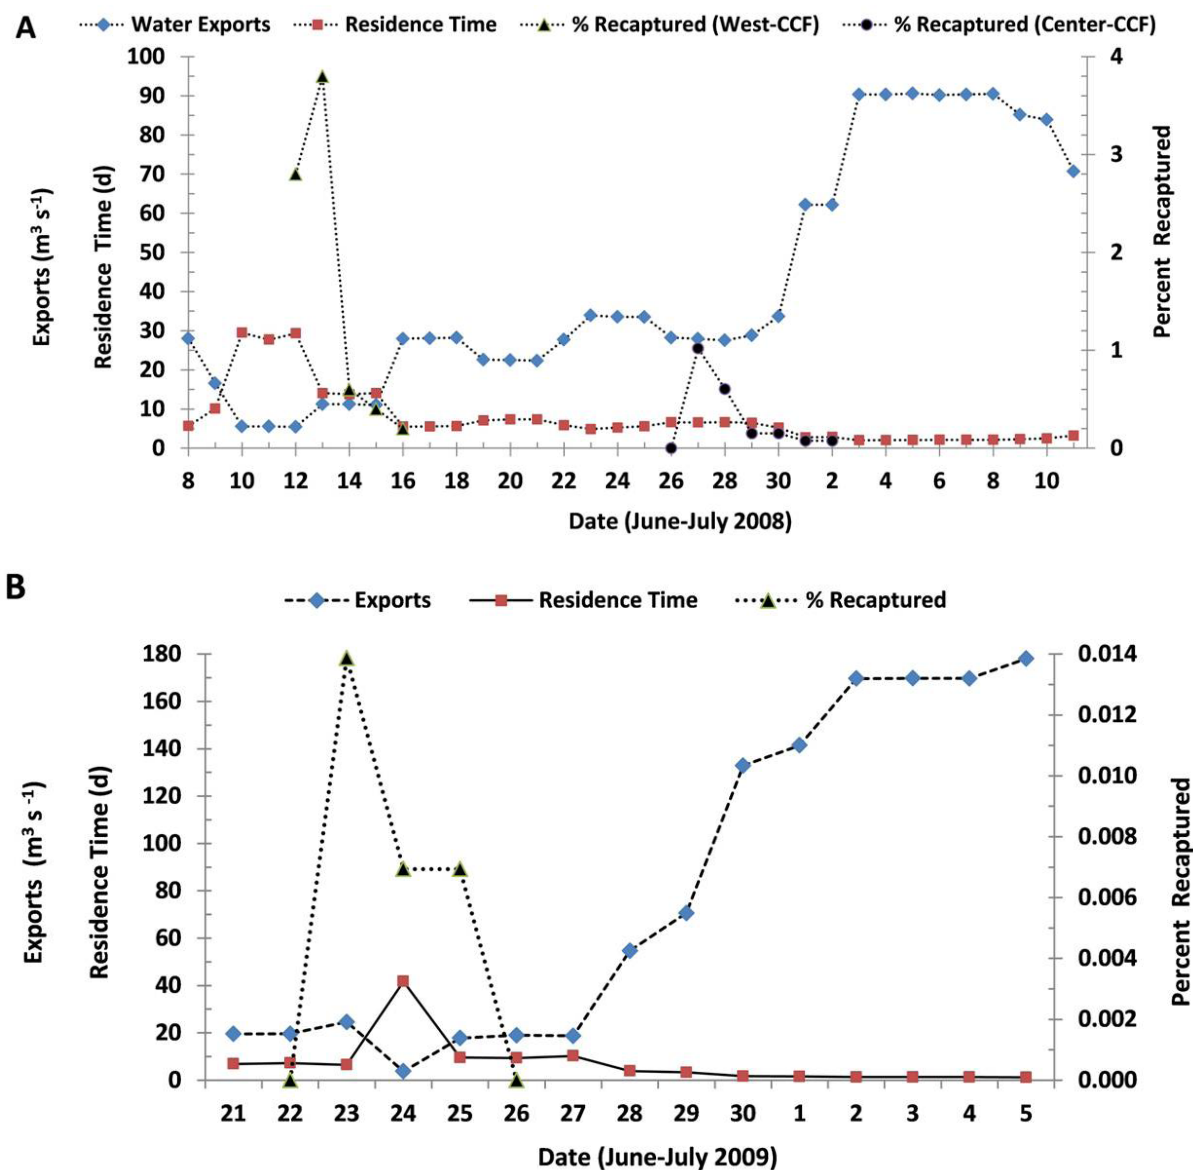 A
Water Exports Residence Time % Recaptured (West-CCF) % Recaptured (Center-CCF)
100 4
90
80
70 3
60
50 2
40
30 1
20
10
0 0
Exports (m³ s⁻¹)
Residence Time (d)
Percent Recaptured
8 10 12 14 16 18 20 22 24 26 28 30 2 4 6 8 10
Date (June-July 2008)
B
Exports Residence Time % Recaptured
180 0.014
160 0.012
140 0.010
120
100 0.008
80 0.006
60 0.004
40
20 0.002
0 0.000
Exports (m³ s ⁻¹)
Residence Time (d)
Percent Recaptured
21 22 23 24 25 26 27 28 29 30 1 2 3 4 5
Date (June-July 2009)